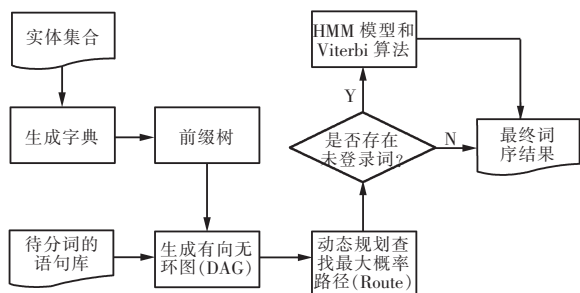 实体集合
生成字典
前缀树
待分词的
语句库
生成有向无
环图(DAG)
动态规划查
找最大概率
路径(Route)
是否存在
未登录词?
Y
N
HMM 模型和
Viterbi 算法
最终词
序结果